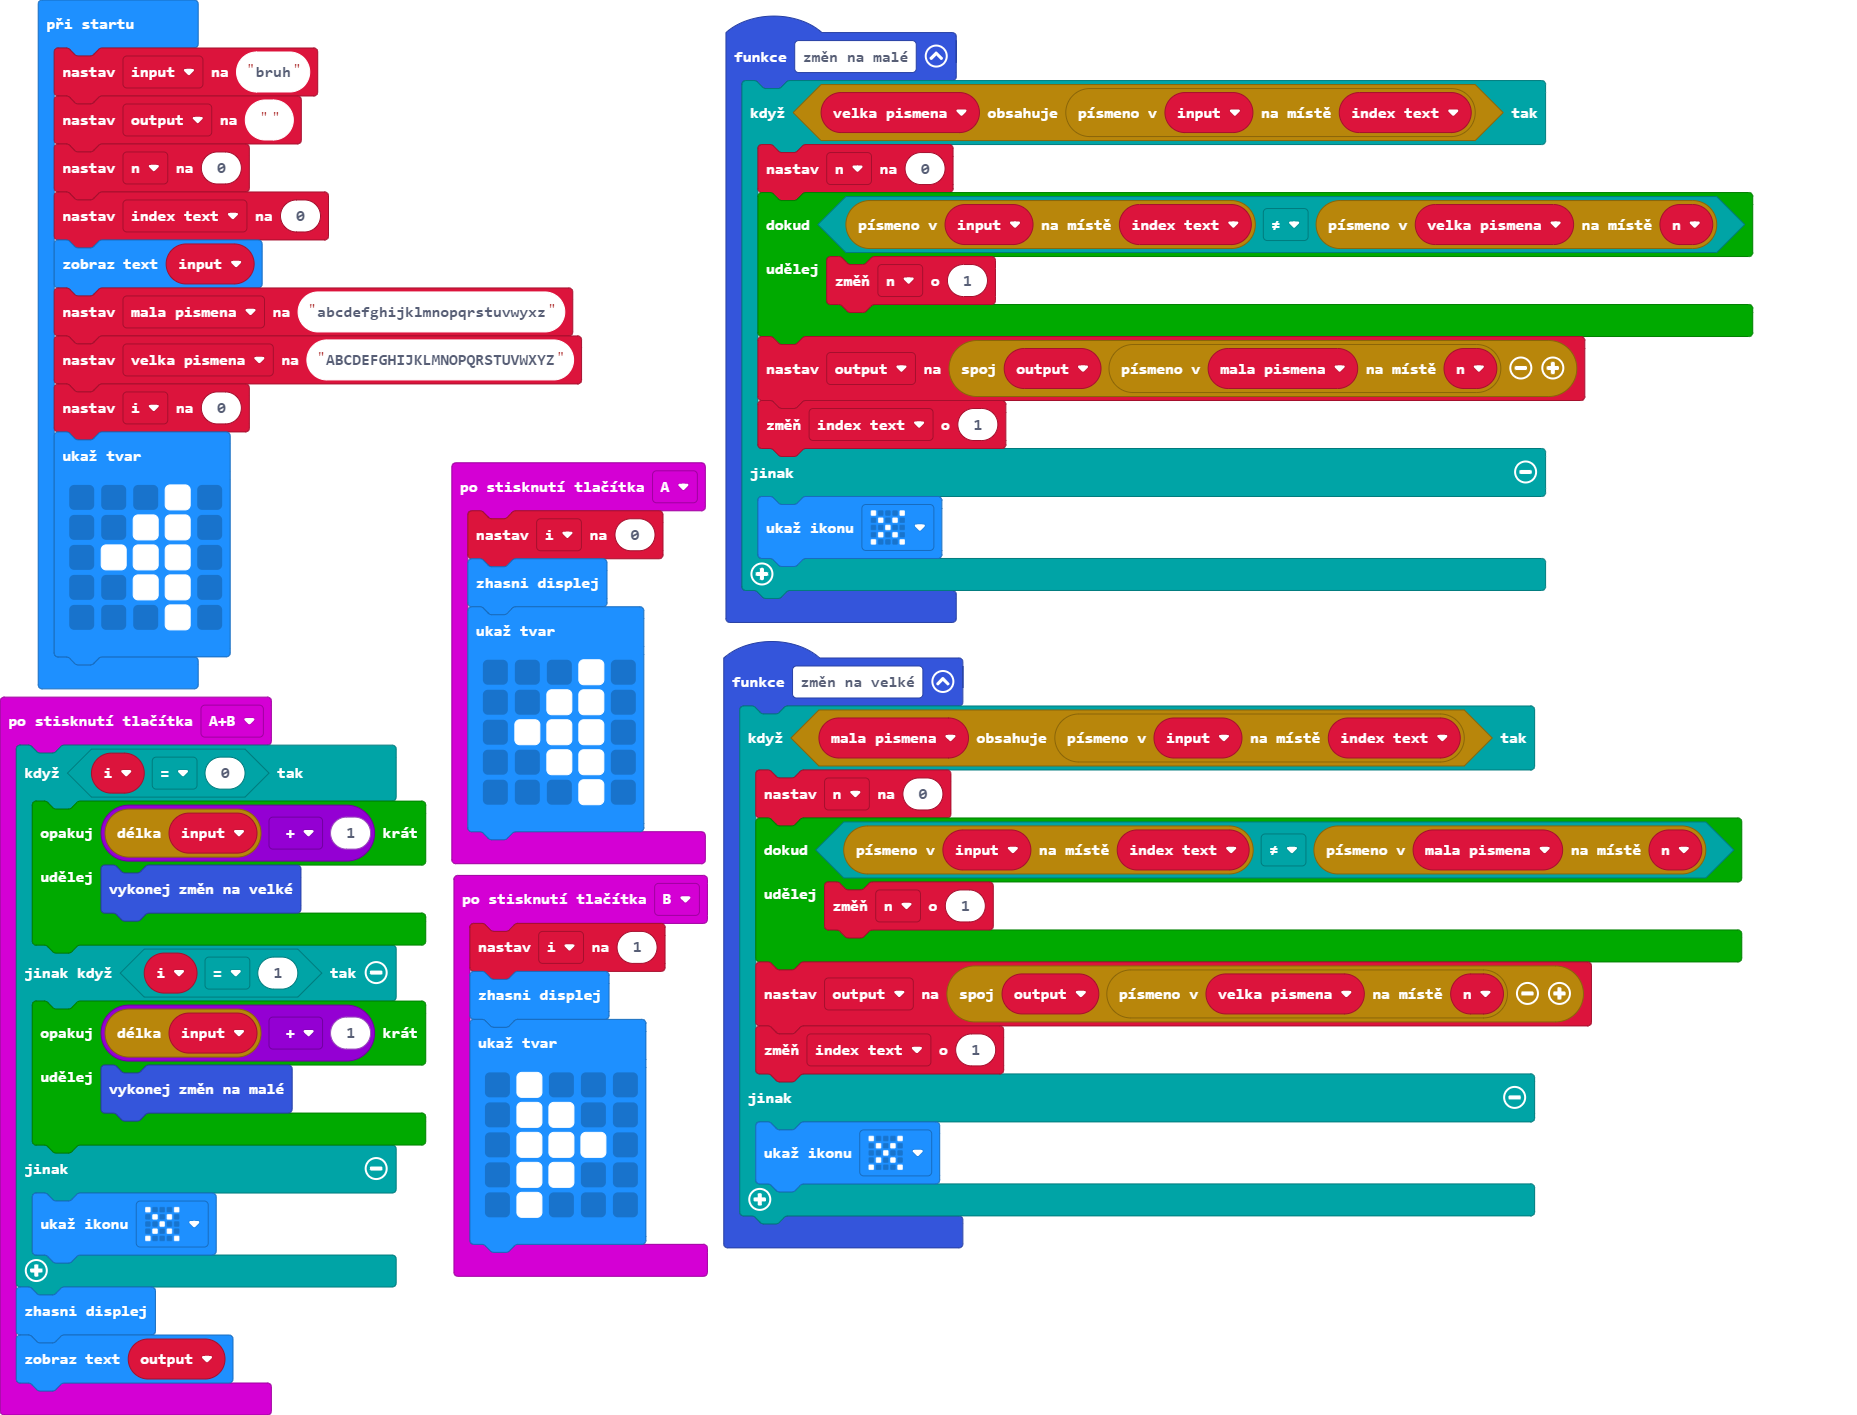 při startu
nastav input na "bruh"
nastav output na " "
nastav n na 0
nastav index text na 0
zobraz text input
nastav mala pismena na "abcdefghijklmnopqrstuvwyxz"
nastav velka pismena na "ABCDEFGHIJKLMNOPQRSTUVWXYZ"
nastav i na 0
ukaž tvar
po stisknutí tlačítka A+B
když i = 0 tak
opakuj délka input + 1 krát
udělej vykonej změn na velké
jinak když i = 1 tak
opakuj délka input + 1 krát
udělej vykonej změn na malé
jinak
ukaž ikonu
zhasni displej
zobraz text output
po stisknutí tlačítka A
nastav i na 0
zhasni displej
ukaž tvar
po stisknutí tlačítka B
nastav i na 1
zhasni displej
ukaž tvar
funkce změn na malé
když velka pismena obsahuje písmeno v input na místě index text tak
nastav n na 0
dokud písmeno v input na místě index text ≠ písmeno v velka pismena na místě n
udělej změň n o 1
nastav output na spoj output písmeno v mala pismena na místě n
změň index text o 1
jinak
ukaž ikonu
funkce změn na velké
když mala pismena obsahuje písmeno v input na místě index text tak
nastav n na 0
dokud písmeno v input na místě index text ≠ písmeno v mala pismena na místě n
udělej změň n o 1
nastav output na spoj output písmeno v velka pismena na místě n
změň index text o 1
jinak
ukaž ikonu